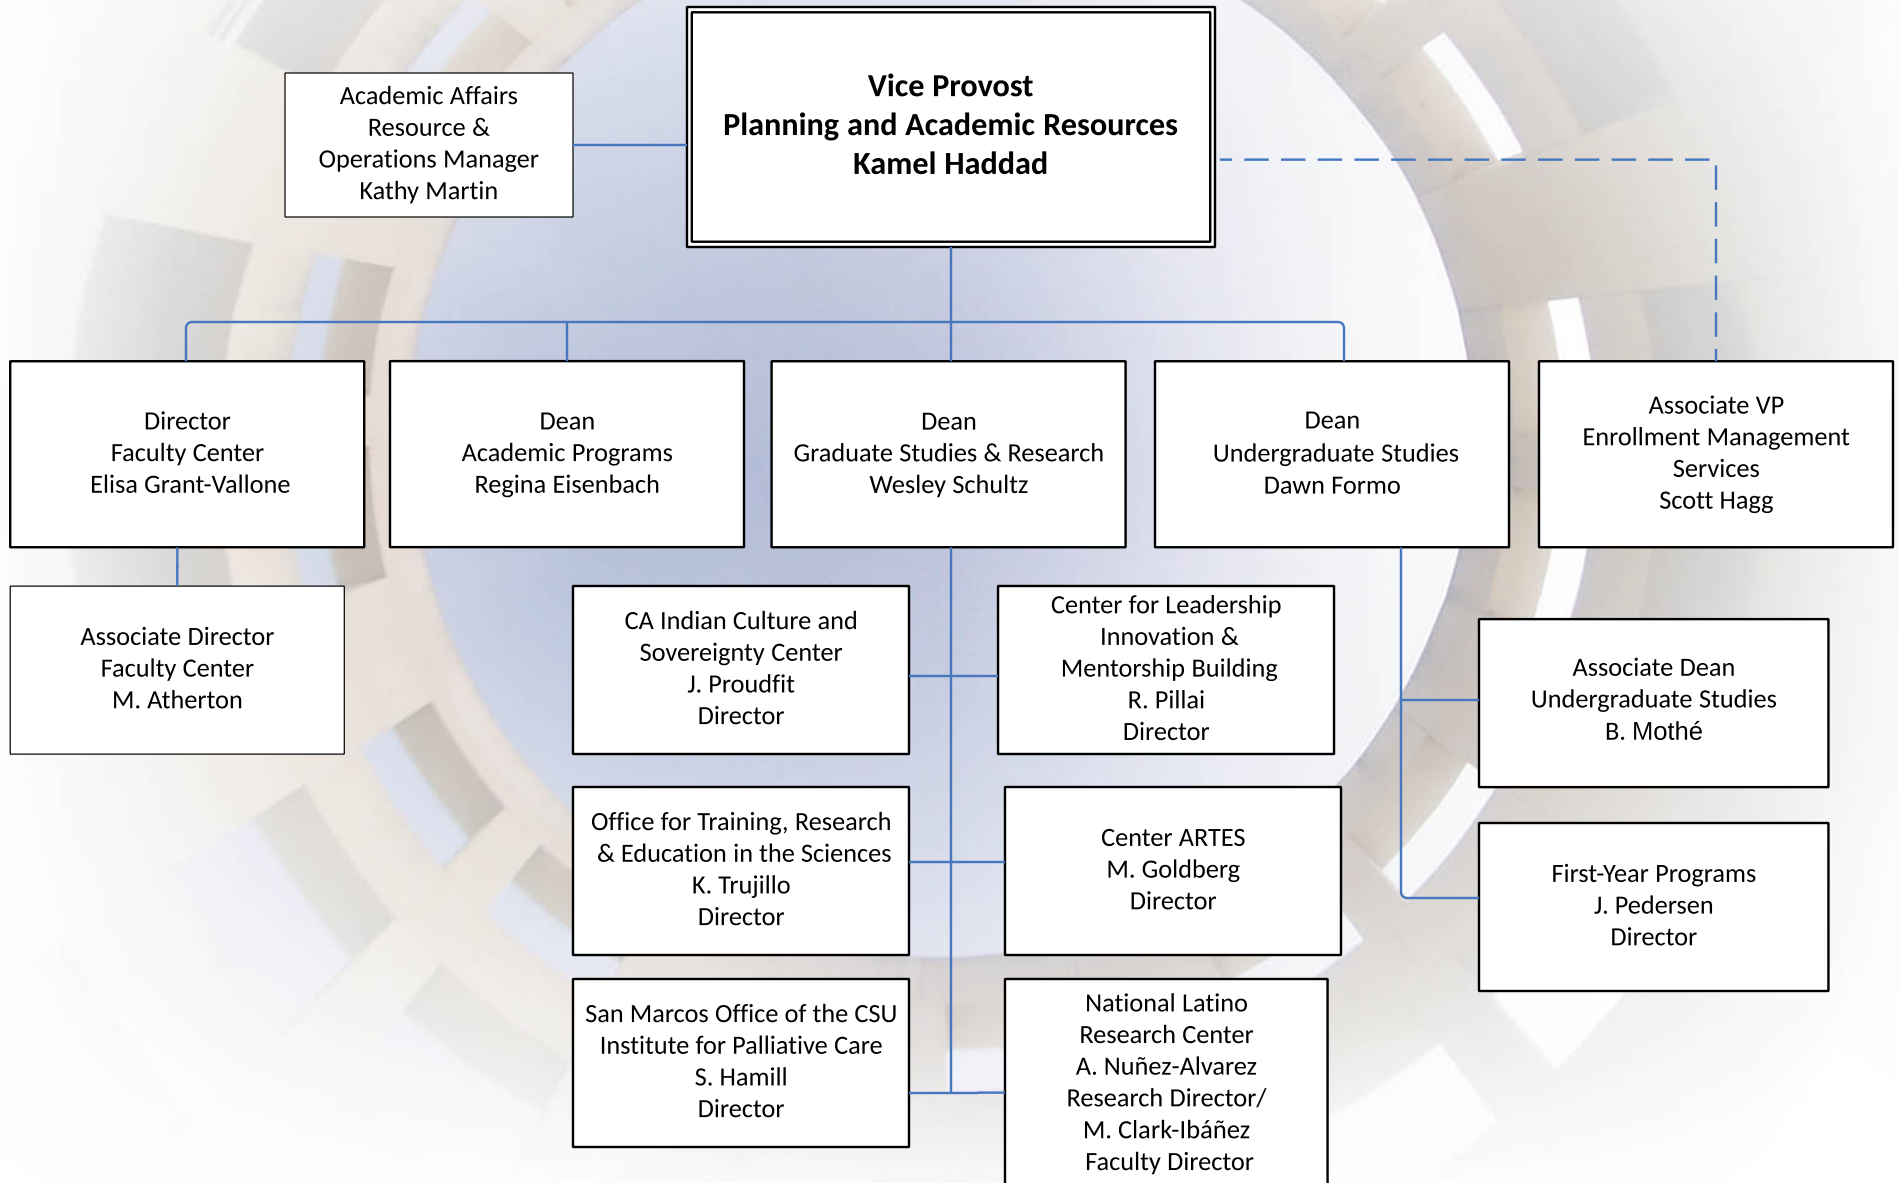 Vice Provost
Planning and Academic Resources
Kamel Haddad
Academic Affairs
Resource &
Operations Manager
Kathy Martin
Director
Faculty Center
Elisa Grant-Vallone
Dean
Academic Programs
Regina Eisenbach
Dean
Graduate Studies & Research
Wesley Schultz
Dean
Undergraduate Studies
Dawn Formo
Associate VP
Enrollment Management
Services
Scott Hagg
Associate Director
Faculty Center
M. Atherton
CA Indian Culture and
Sovereignty Center
J. Proudfit
Director
Center for Leadership
Innovation &
Mentorship Building
R. Pillai
Director
Associate Dean
Undergraduate Studies
B. Mothé
Office for Training, Research
& Education in the Sciences
K. Trujillo
Director
Center ARTES
M. Goldberg
Director
First-Year Programs
J. Pedersen
Director
San Marcos Office of the CSU
Institute for Palliative Care
S. Hamill
Director
National Latino
Research Center
A. Nuñez-Alvarez
Research Director/
M. Clark-Ibáñez
Faculty Director